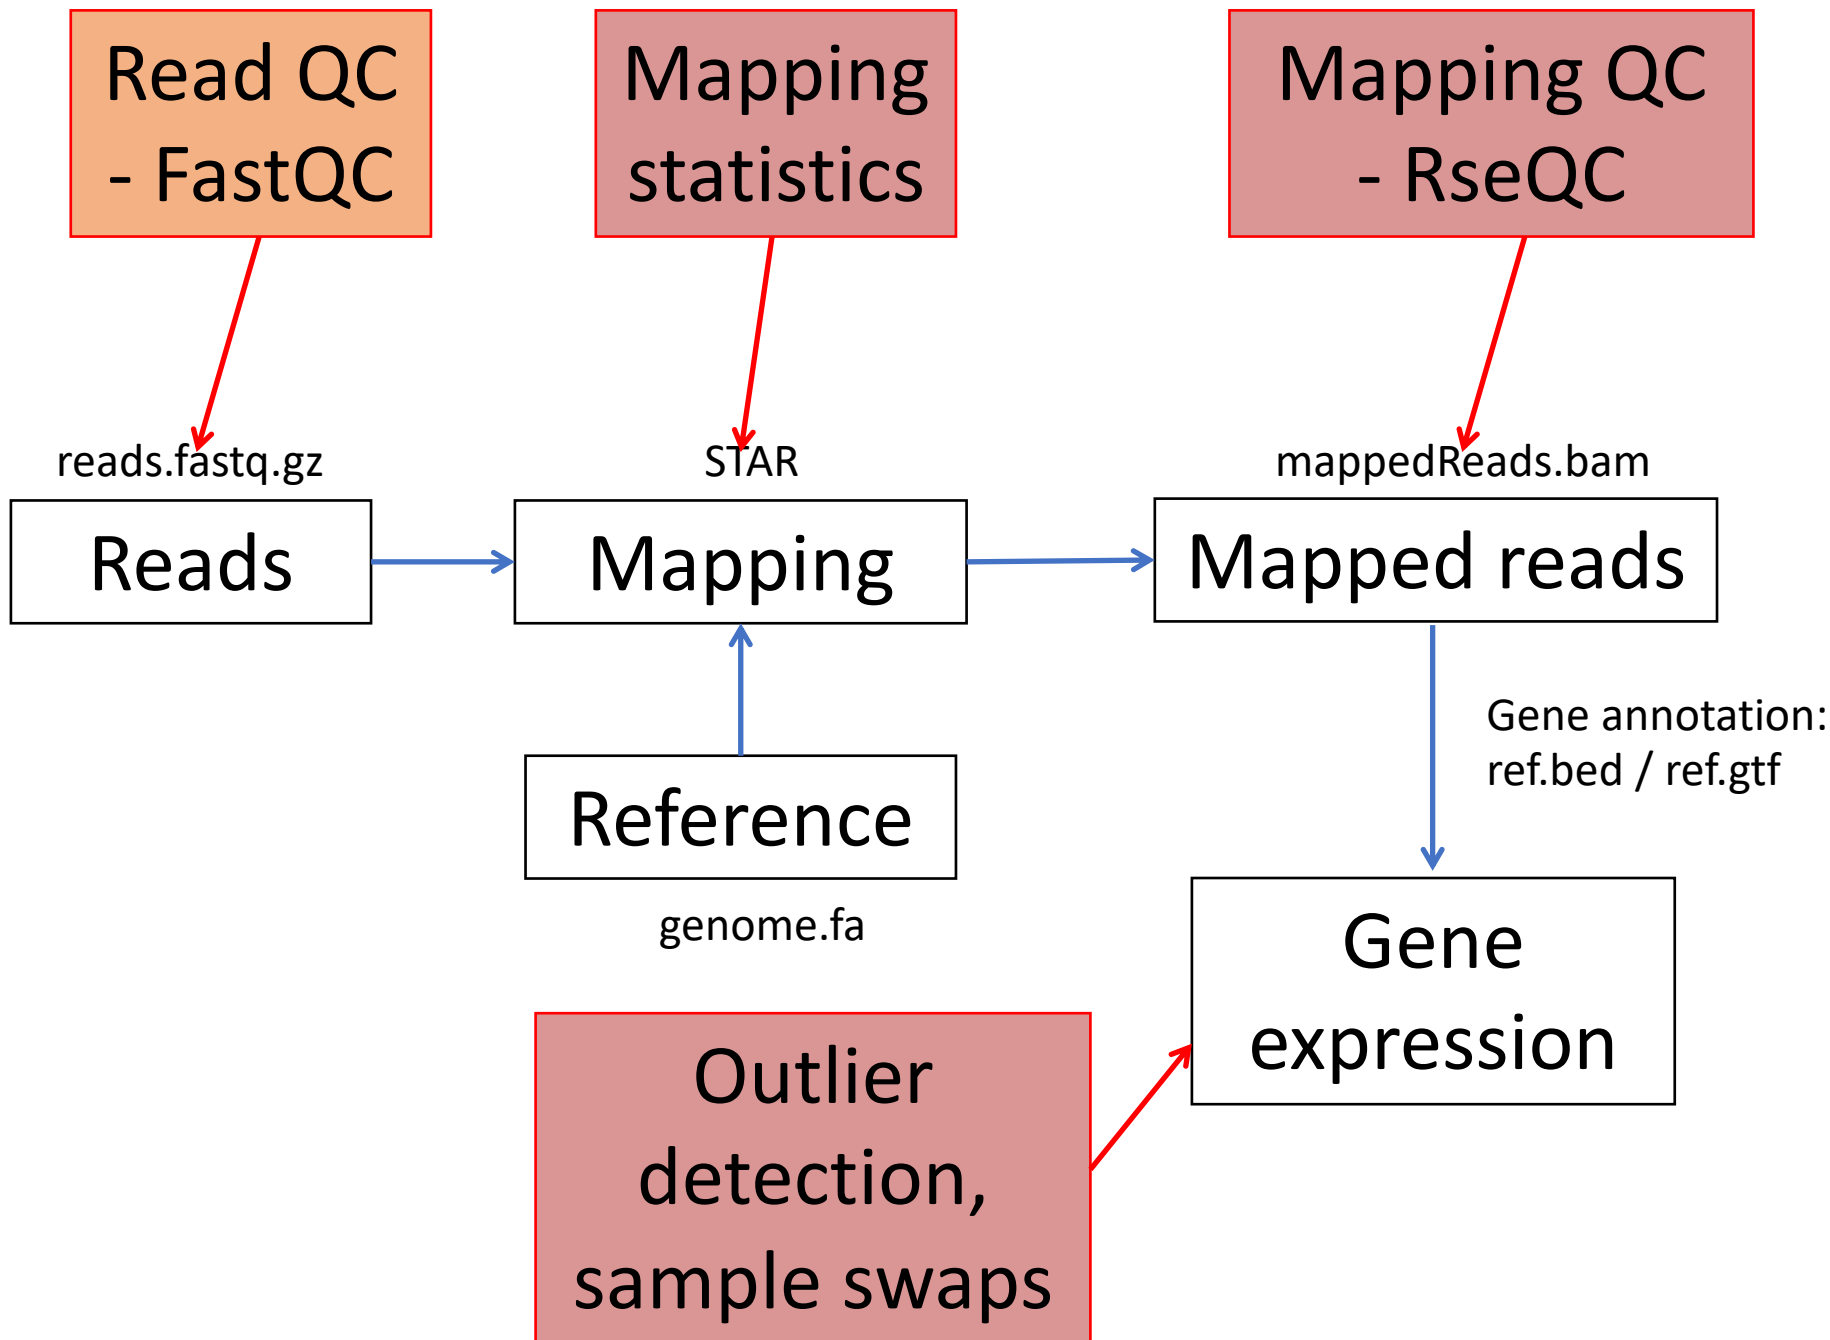 Read QC
- FastQC
Mapping
statistics
Mapping QC
- RseQC
reads.fastq.gz
STAR
mappedReads.bam
Reads
Mapping
Mapped reads
Gene annotation:
ref.bed / ref.gtf
Reference
genome.fa
Gene
expression
Outlier
detection,
sample swaps